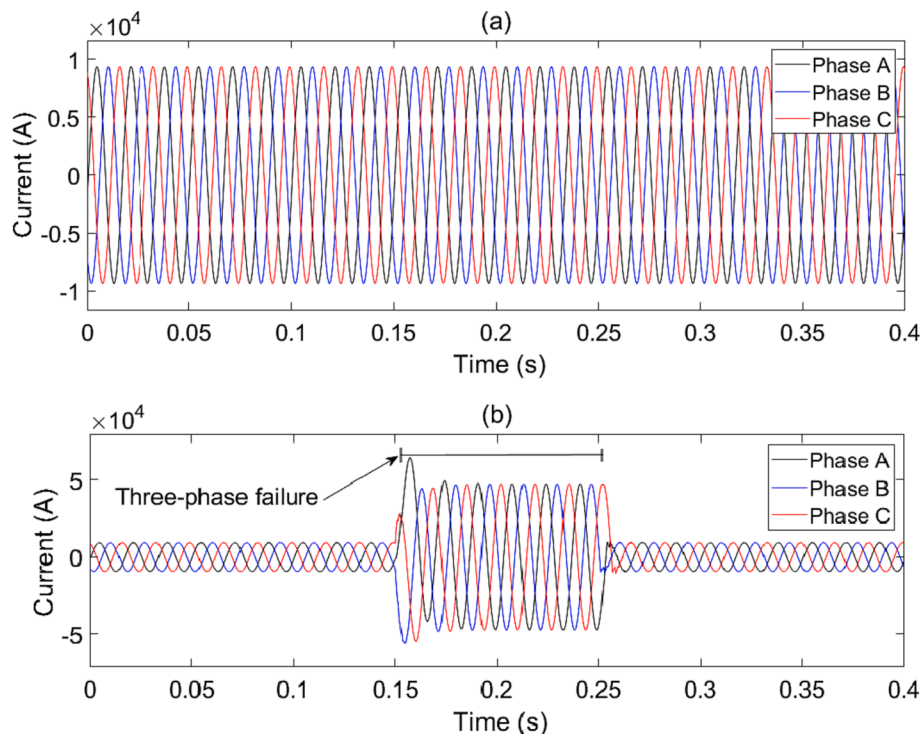 (a)
×10⁴
1
0.5
0
-0.5
-1
Current (A)
Phase A
Phase B
Phase C
0 0.05 0.1 0.15 0.2 0.25 0.3 0.35 0.4
Time (s)
(b)
×10⁴
5
0
-5
Current (A)
Three-phase failure
Phase A
Phase B
Phase C
0 0.05 0.1 0.15 0.2 0.25 0.3 0.35 0.4
Time (s)